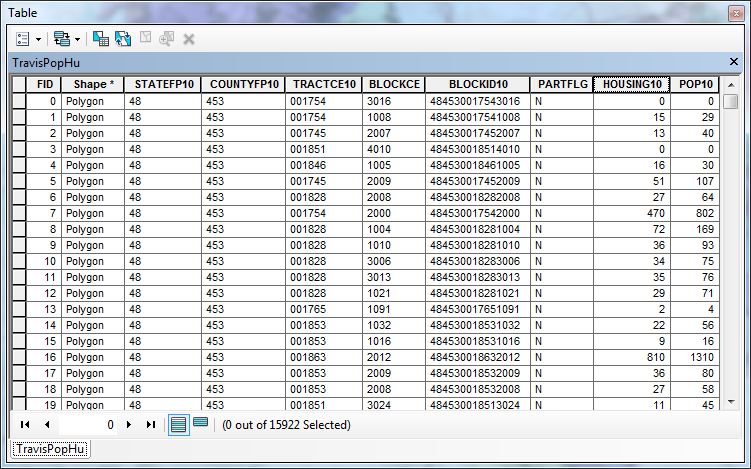 Table
TravisPopHu
FID Shape * STATEFP10 COUNTYFP10 TRACTCE10 BLOCKCE BLOCKID10 PARTFLG HOUSING10 POP10
0 Polygon 48 453 001754 3016 484530017543016 N 0 0
1 Polygon 48 453 001754 1008 484530017541008 N 15 29
2 Polygon 48 453 001745 2007 484530017452007 N 13 40
3 Polygon 48 453 001851 4010 484530018514010 N 0 0
4 Polygon 48 453 001846 1005 484530018461005 N 16 30
5 Polygon 48 453 001745 2009 484530017452009 N 51 107
6 Polygon 48 453 001828 2008 484530018282008 N 27 64
7 Polygon 48 453 001754 2000 484530017542000 N 470 802
8 Polygon 48 453 001828 1004 484530018281004 N 72 169
9 Polygon 48 453 001828 1010 484530018281010 N 36 93
10 Polygon 48 453 001828 3006 484530018283006 N 34 75
11 Polygon 48 453 001828 3013 484530018283013 N 35 76
12 Polygon 48 453 001828 1021 484530018281021 N 29 71
13 Polygon 48 453 001765 1091 484530017651091 N 2 4
14 Polygon 48 453 001853 1032 484530018531032 N 22 56
15 Polygon 48 453 001853 1016 484530018531016 N 9 16
16 Polygon 48 453 001863 2012 484530018632012 N 810 1310
17 Polygon 48 453 001853 2009 484530018532009 N 36 80
18 Polygon 48 453 001853 2008 484530018532008 N 27 58
19 Polygon 48 453 001851 3024 484530018513024 N 11 45
0 (0 out of 15922 Selected)
TravisPopHu